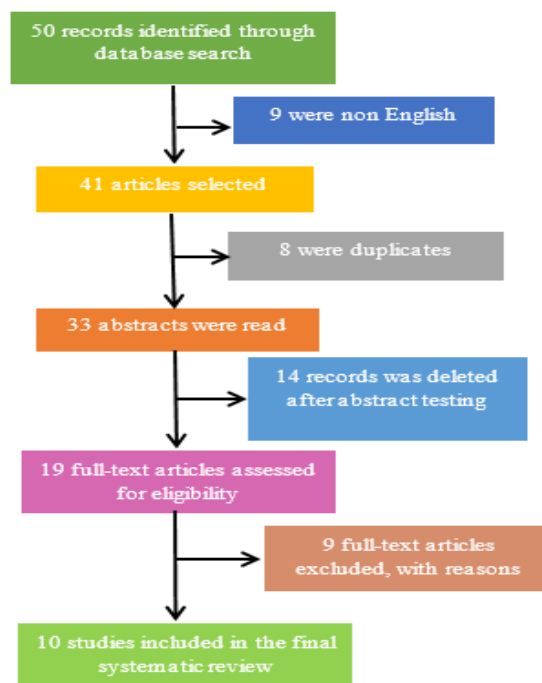 50 records identified through
database search
9 were non English
41 articles selected
8 were duplicates
33 abstracts were read
14 records was deleted
after abstract testing
19 full-text articles assessed
for eligibility
9 full-text articles
excluded, with reasons
10 studies included in the final
systematic review